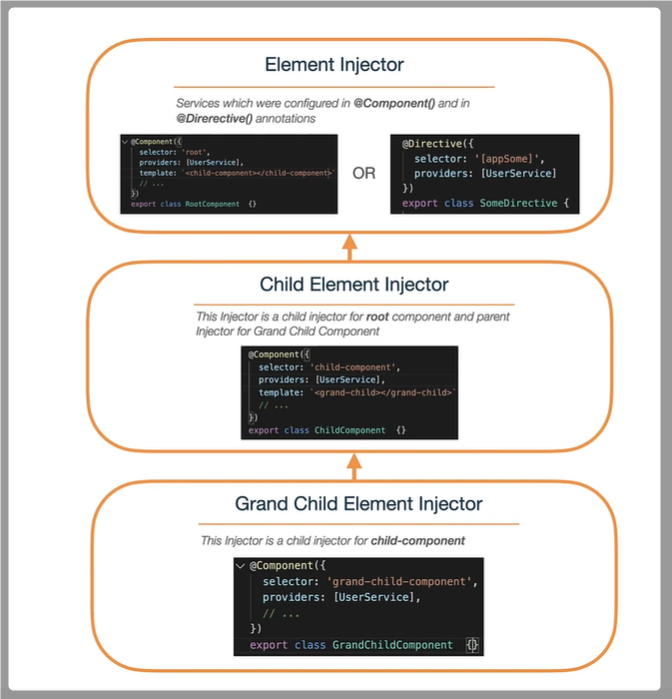 Element Injector
Services which were configured in @Component() and in
@Direrective() annotations
@Component({
selector: 'root',
providers: [UserService],
template: `<child-component></child-component>`
// ...
})
export class RootComponent {}
OR
@Directive({
selector: '[appSome]',
providers: [UserService]
})
export class SomeDirective {
Child Element Injector
This Injector is a child injector for root component and parent
Injector for Grand Child Component
@Component({
selector: 'child-component',
providers: [UserService],
template: `<grand-child></grand-child>`
// ...
})
export class ChildComponent {}
Grand Child Element Injector
This Injector is a child injector for child-component
@Component({
selector: 'grand-child-component',
providers: [UserService],
// ...
})
export class GrandChildComponent {}